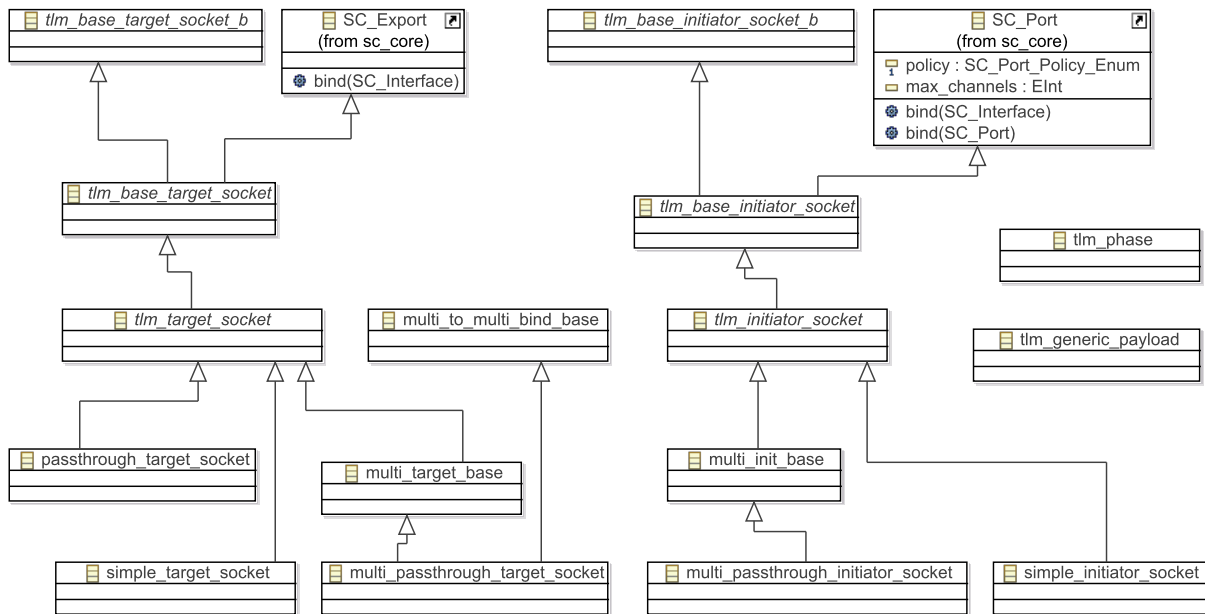 tlm_base_target_socket_b
SC_Export
(from sc_core)
bind(SC_Interface)
tlm_base_initiator_socket_b
SC_Port
(from sc_core)
1
policy : SC_Port_Policy_Enum
max_channels : EInt
bind(SC_Interface)
bind(SC_Port)
tlm_base_target_socket
tlm_base_initiator_socket
tlm_phase
tlm_target_socket
multi_to_multi_bind_base
tlm_initiator_socket
tlm_generic_payload
passthrough_target_socket
multi_target_base
multi_init_base
simple_target_socket
multi_passthrough_target_socket
multi_passthrough_initiator_socket
simple_initiator_socket